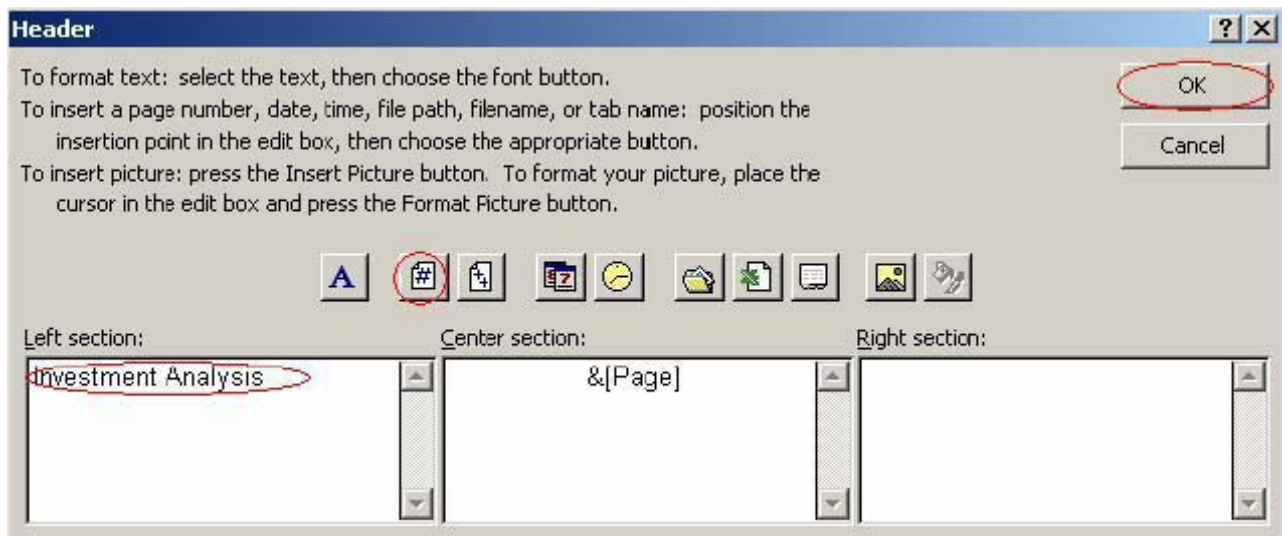 Header
To format text: select the text, then choose the font button.
To insert a page number, date, time, file path, filename, or tab name: position the
insertion point in the edit box, then choose the appropriate button.
To insert picture: press the Insert Picture button. To format your picture, place the
cursor in the edit box and press the Format Picture button.
OK
Cancel
A
Left section:
Center section:
Right section:
Investment Analysis
&[Page]